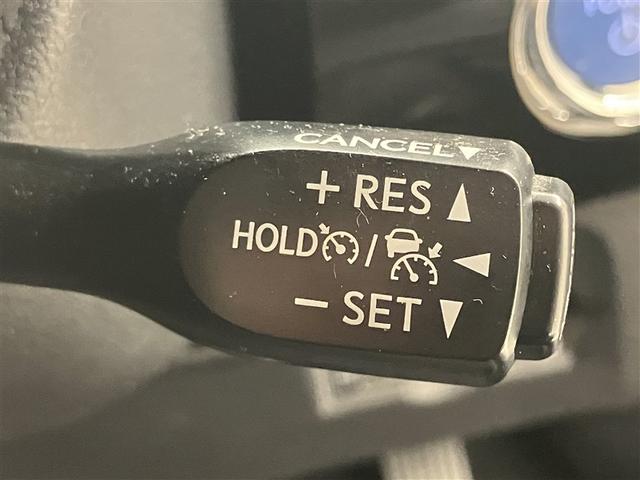 CANCEL▼
+ RES ▲
HOLD / ◀
− SET ▼